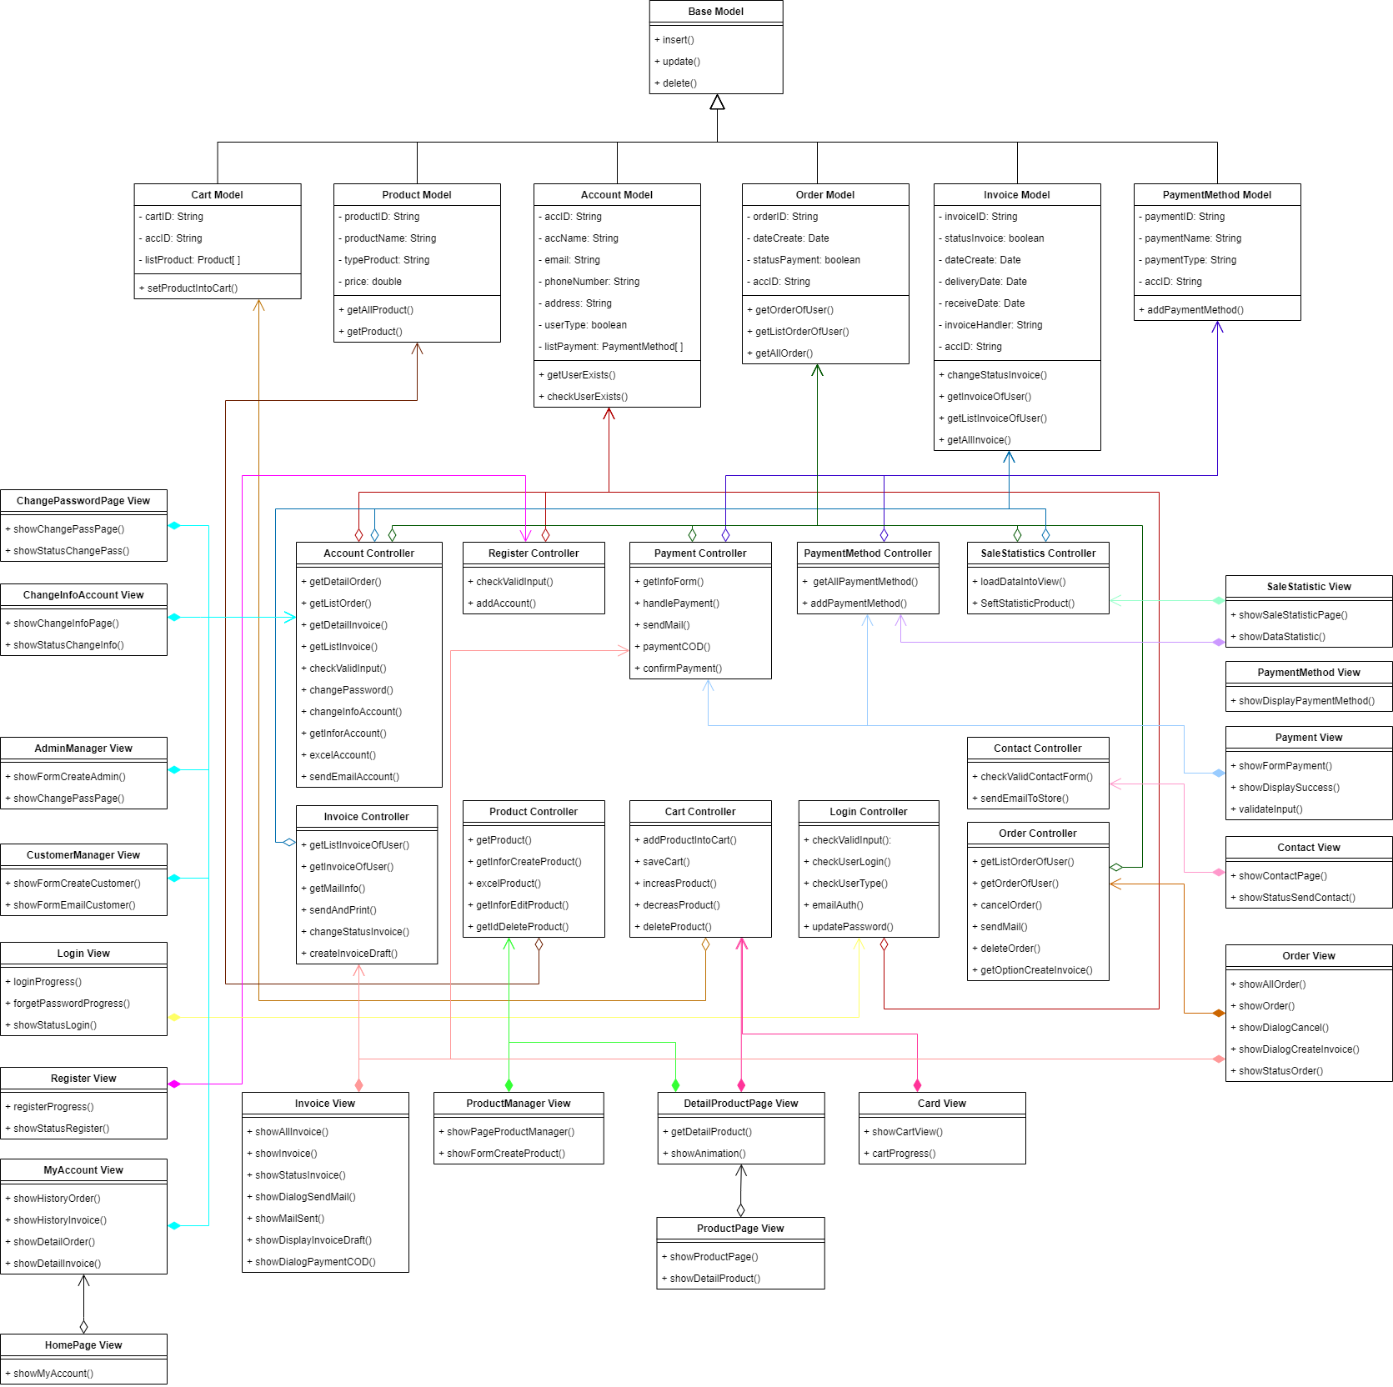 Base Model
+ insert()
+ update()
+ delete()
Cart Model
- cartID: String
- accID: String
- listProduct: Product[ ]
+ setProductIntoCart()
Product Model
- productID: String
- productName: String
- typeProduct: String
- price: double
+ getAllProduct()
+ getProduct()
Account Model
- accID: String
- accName: String
- email: String
- phoneNumber: String
- address: String
- userType: boolean
- listPayment: PaymentMethod[ ]
+ getUserExists()
+ checkUserExists()
Order Model
- orderID: String
- dateCreate: Date
- statusPayment: boolean
- accID: String
+ getOrderOfUser()
+ getListOrderOfUser()
+ getAllOrder()
Invoice Model
- invoiceID: String
- statusInvoice: boolean
- dateCreate: Date
- deliveryDate: Date
- receiveDate: Date
- invoiceHandler: String
- accID: String
+ changeStatusInvoice()
+ getInvoiceOfUser()
+ getListInvoiceOfUser()
+ getAllInvoice()
PaymentMethod Model
- paymentID: String
- paymentName: String
- paymentType: String
- accID: String
+ addPaymentMethod()
ChangePasswordPage View
+ showChangePassPage()
+ showStatusChangePass()
ChangeInfoAccount View
+ showChangeInfoPage()
+ showStatusChangeInfo()
AdminManager View
+ showFormCreateAdmin()
+ showChangePassPage()
CustomerManager View
+ showFormCreateCustomer()
+ showFormEmailCustomer()
Login View
+ loginProgress()
+ forgetPasswordProgress()
+ showStatusLogin()
Register View
+ registerProgress()
+ showStatusRegister()
MyAccount View
+ showHistoryOrder()
+ showHistoryInvoice()
+ showDetailOrder()
+ showDetailInvoice()
HomePage View
+ showMyAccount()
Account Controller
+ getDetailOrder()
+ getListOrder()
+ getDetailInvoice()
+ getListInvoice()
+ checkValidInput()
+ changePassword()
+ changeInfoAccount()
+ getInforAccount()
+ excelAccount()
+ sendEmailAccount()
Register Controller
+ checkValidInput()
+ addAccount()
Payment Controller
+ getInfoForm()
+ handlePayment()
+ sendMail()
+ paymentCOD()
+ confirmPayment()
PaymentMethod Controller
+ getAllPaymentMethod()
+ addPaymentMethod()
SaleStatistics Controller
+ loadDataIntoView()
+ SeftStatisticProduct()
SaleStatistic View
+ showSaleStatisticPage()
+ showDataStatistic()
PaymentMethod View
+ showDisplayPaymentMethod()
Payment View
+ showFormPayment()
+ showDisplaySuccess()
+ validateInput()
Contact View
+ showContactPage()
+ showStatusSendContact()
Order View
+ showAllOrder()
+ showOrder()
+ showDialogCancel()
+ showDialogCreateInvoice()
+ showStatusOrder()
Contact Controller
+ checkValidContactForm()
+ sendEmailToStore()
Order Controller
+ getListOrderOfUser()
+ getOrderOfUser()
+ cancelOrder()
+ sendMail()
+ deleteOrder()
+ getOptionCreateInvoice()
Invoice Controller
+ getListInvoiceOfUser()
+ getInvoiceOfUser()
+ getMailInfo()
+ sendAndPrint()
+ changeStatusInvoice()
+ createInvoiceDraft()
Product Controller
+ getProduct()
+ getInforCreateProduct()
+ excelProduct()
+ getInforEditProduct()
+ getIdDeleteProduct()
Cart Controller
+ addProductIntoCart()
+ saveCart()
+ increasProduct()
+ decreasProduct()
+ deleteProduct()
Login Controller
+ checkValidInput():
+ checkUserLogin()
+ checkUserType()
+ emailAuth()
+ updatePassword()
Invoice View
+ showAllInvoice()
+ showInvoice()
+ showStatusInvoice()
+ showDialogSendMail()
+ showMailSent()
+ showDisplayInvoiceDraft()
+ showDialogPaymentCOD()
ProductManager View
+ showPageProductManager()
+ showFormCreateProduct()
DetailProductPage View
+ getDetailProduct()
+ showAnimation()
Card View
+ showCartView()
+ cartProgress()
ProductPage View
+ showProductPage()
+ showDetailProduct()